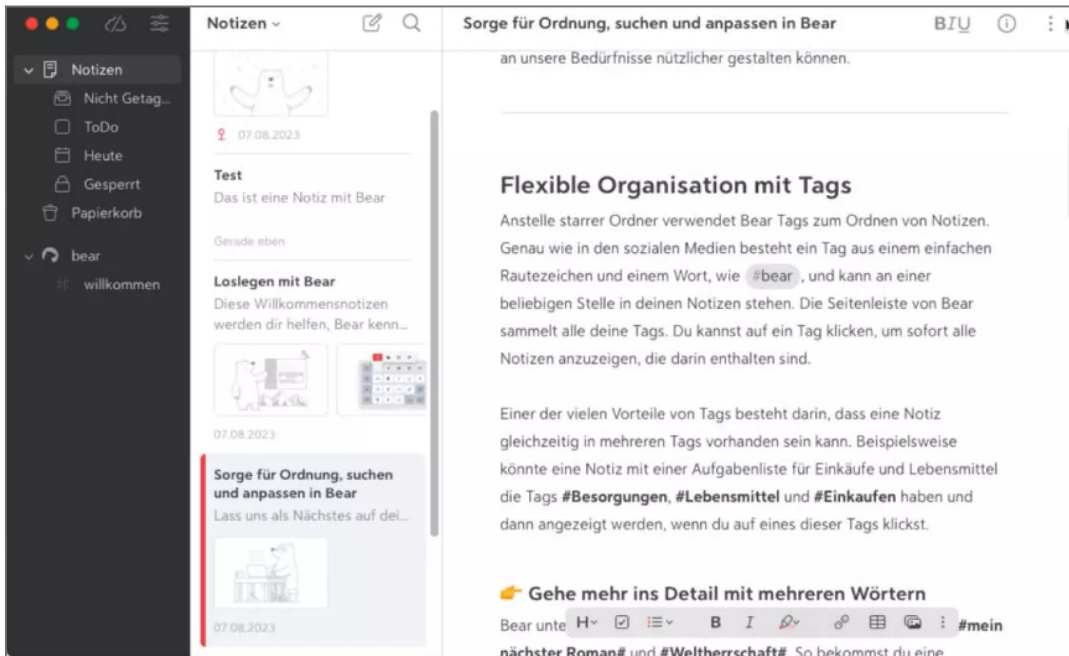 Notizen
Nicht Getag...
ToDo
Heute
Gesperrt
Papierkorb
bear
willkommen
Notizen
07.08.2023
Test
Das ist eine Notiz mit Bear
Gerade eben
Loslegen mit Bear
Diese Willkommensnotizen
werden dir helfen, Bear kenn...
07.08.2023
Sorge für Ordnung, suchen
und anpassen in Bear
Lass uns als Nächstes auf dei...
07.08.2023
Sorge für Ordnung, suchen und anpassen in Bear
BIU
an unsere Bedürfnisse nützlicher gestalten können.
Flexible Organisation mit Tags
Anstelle starrer Ordner verwendet Bear Tags zum Ordnen von Notizen.
Genau wie in den sozialen Medien besteht ein Tag aus einem einfachen
Rautezeichen und einem Wort, wie #bear, und kann an einer
beliebigen Stelle in deinen Notizen stehen. Die Seitenleiste von Bear
sammelt alle deine Tags. Du kannst auf ein Tag klicken, um sofort alle
Notizen anzuzeigen, die darin enthalten sind.
Einer der vielen Vorteile von Tags besteht darin, dass eine Notiz
gleichzeitig in mehreren Tags vorhanden sein kann. Beispielsweise
könnte eine Notiz mit einer Aufgabenliste für Einkäufe und Lebensmittel
die Tags #Besorgungen, #Lebensmittel und #Einkaufen haben und
dann angezeigt werden, wenn du auf eines dieser Tags klickst.
👉 Gehe mehr ins Detail mit mehreren Wörtern
Bear unte
H B I
#mein
nächster Roman# und #Weltherrschaft#. So bekommst du eine